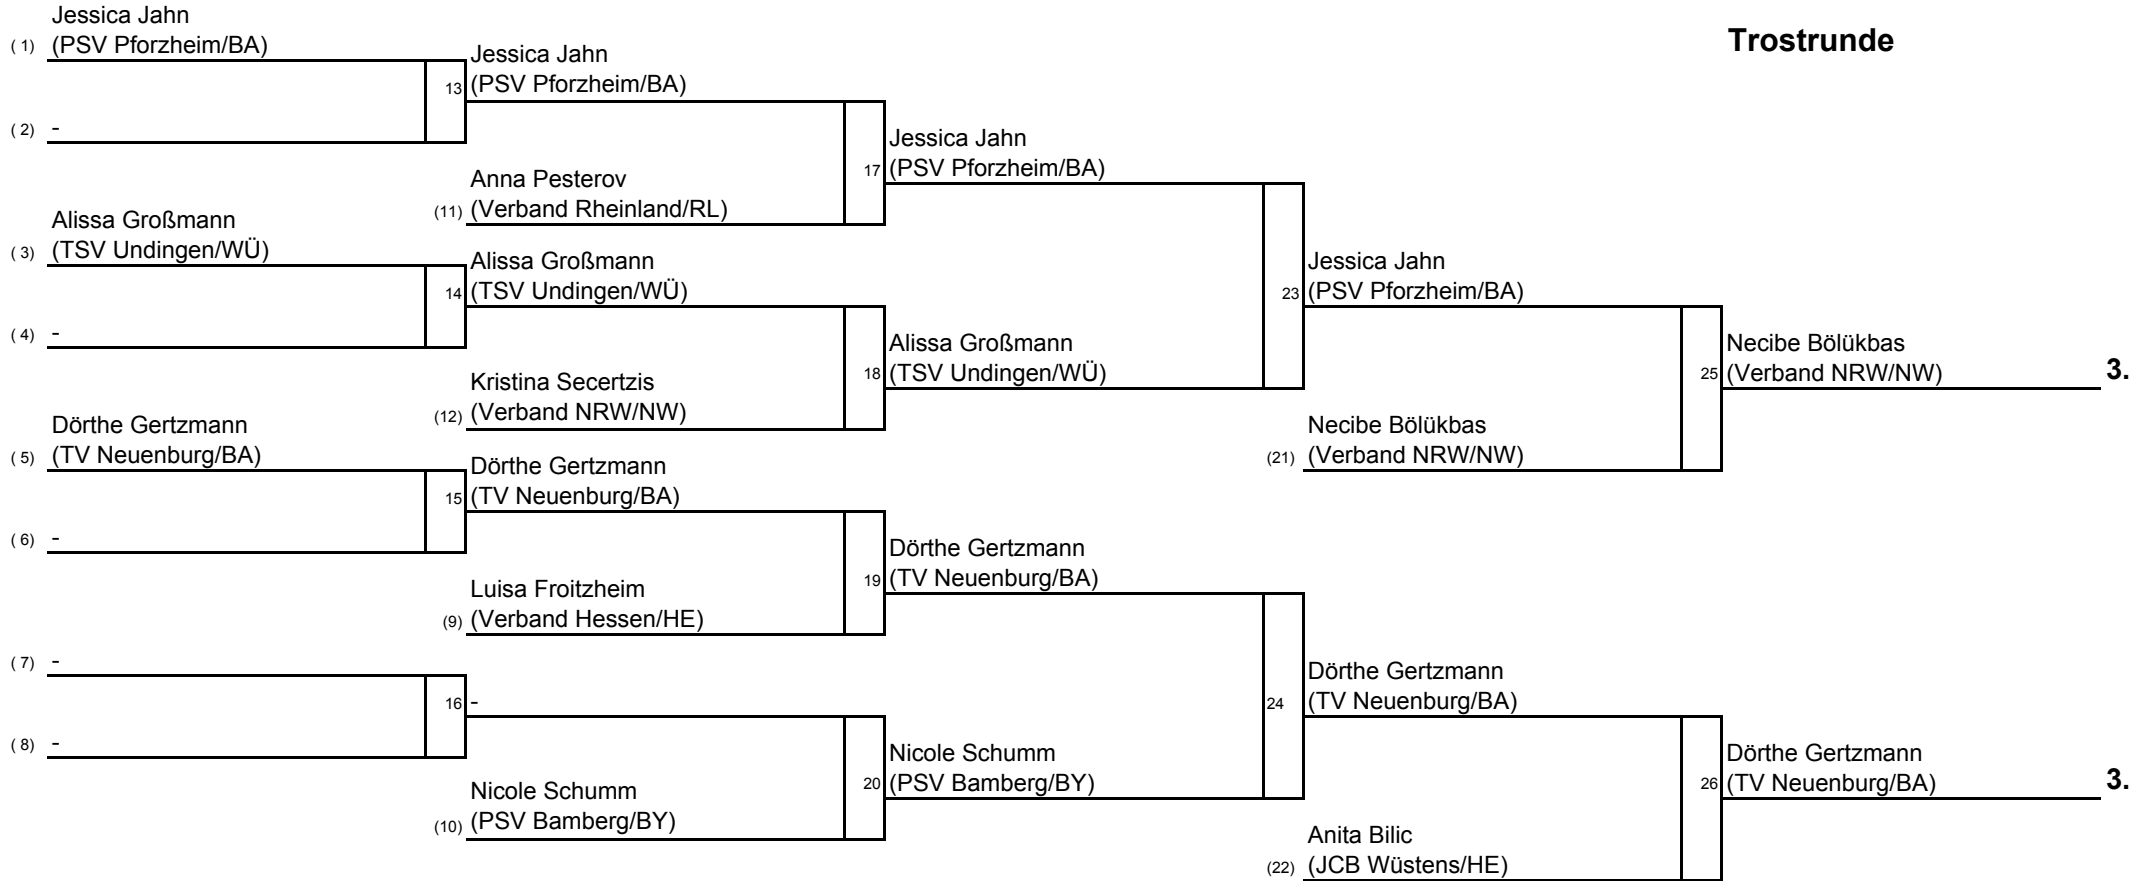 Trostrunde
Jessica Jahn
( 1) (PSV Pforzheim/BA)
( 2) -
Alissa Großmann
( 3) (TSV Undingen/WÜ)
( 4) -
Dörthe Gertzmann
( 5) (TV Neuenburg/BA)
( 6) -
( 7) -
( 8) -
Jessica Jahn
13 (PSV Pforzheim/BA)
Anna Pesterov
(11) (Verband Rheinland/RL)
Alissa Großmann
14 (TSV Undingen/WÜ)
Kristina Secertzis
(12) (Verband NRW/NW)
Dörthe Gertzmann
15 (TV Neuenburg/BA)
Luisa Froitzheim
(9) (Verband Hessen/HE)
16 -
Nicole Schumm
(10) (PSV Bamberg/BY)
Jessica Jahn
17 (PSV Pforzheim/BA)
Alissa Großmann
18 (TSV Undingen/WÜ)
Dörthe Gertzmann
19 (TV Neuenburg/BA)
Nicole Schumm
20 (PSV Bamberg/BY)
Jessica Jahn
23 (PSV Pforzheim/BA)
Necibe Bölükbas
(21) (Verband NRW/NW)
Dörthe Gertzmann
24 (TV Neuenburg/BA)
Anita Bilic
(22) (JCB Wüstens/HE)
Necibe Bölükbas
25 (Verband NRW/NW) 3.
Dörthe Gertzmann
26 (TV Neuenburg/BA) 3.